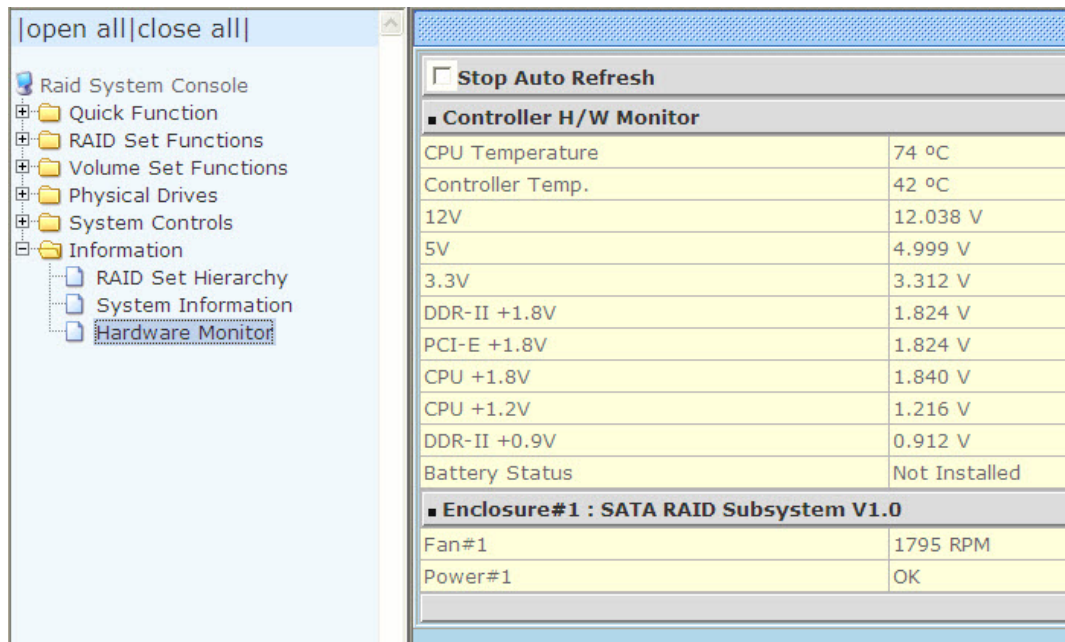 |open all|close all|
Raid System Console
Quick Function
RAID Set Functions
Volume Set Functions
Physical Drives
System Controls
Information
RAID Set Hierarchy
System Information
Hardware Monitor
Stop Auto Refresh
Controller H/W Monitor
CPU Temperature 74 ºC
Controller Temp. 42 ºC
12V 12.038 V
5V 4.999 V
3.3V 3.312 V
DDR-II +1.8V 1.824 V
PCI-E +1.8V 1.824 V
CPU +1.8V 1.840 V
CPU +1.2V 1.216 V
DDR-II +0.9V 0.912 V
Battery Status Not Installed
Enclosure#1 : SATA RAID Subsystem V1.0
Fan#1 1795 RPM
Power#1 OK